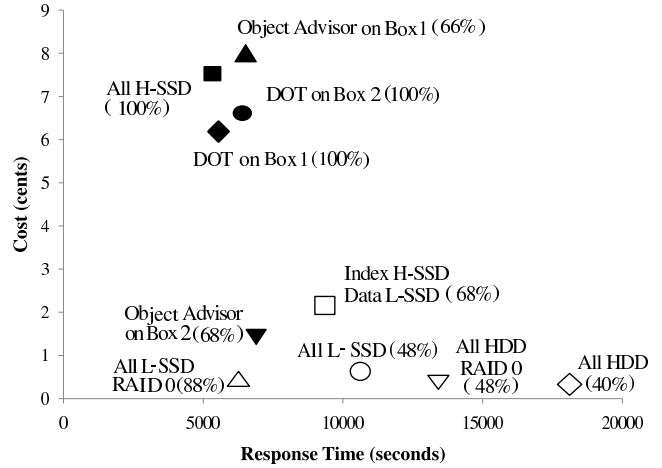 9
8
7
6
5
4
3
2
1
0
Cost (cents)
Object Advisor on Box1 (66%)
All H-SSD
( 100%)
DOT on Box 2 (100%)
DOT on Box 1 (100%)
Index H-SSD
Data L-SSD ( 68%)
Object Advisor
on Box 2 (68%)
All L-SSD
RAID 0(88%)
All L- SSD (48%)
All HDD
RAID 0
( 48%)
All HDD
(40%)
0 5000 10000 15000 20000
Response Time (seconds)